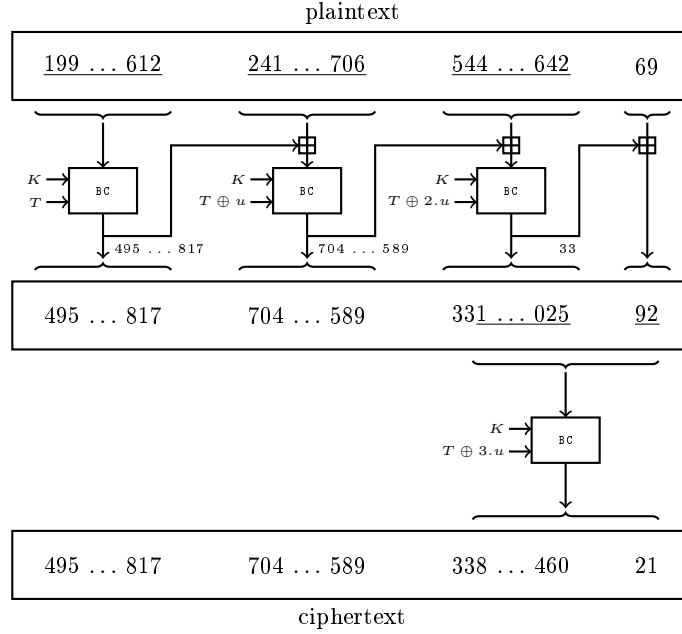 plaintext
199 ... 612 241 ... 706 544 ... 642 69
K BC K BC K BC
T T ⊕ u T ⊕ 2.u
495 ... 817 704 ... 589 33
495 ... 817 704 ... 589 331 ... 025 92
K BC
T ⊕ 3.u
495 ... 817 704 ... 589 338 ... 460 21
ciphertext